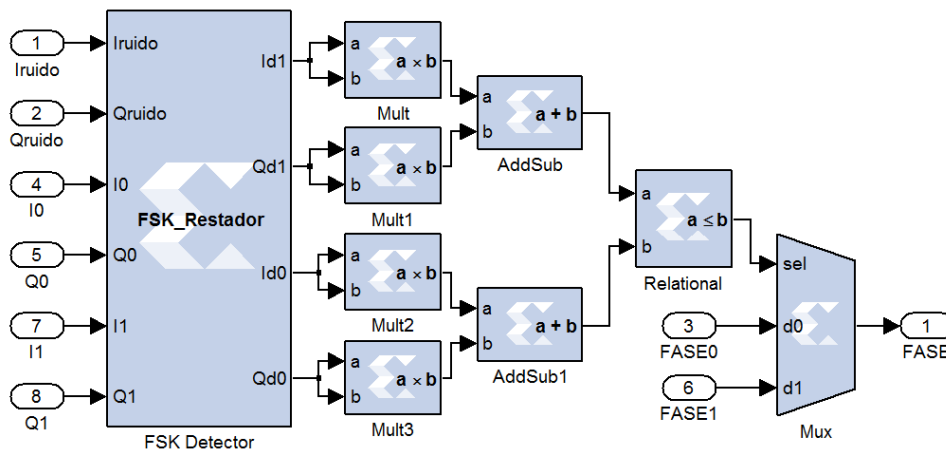 1
Iruido
2
Qruido
4
I0
5
Q0
7
I1
8
Q1
Iruido
Qruido
I0
Q0
I1
Q1
FSK_Restador
Id1
Qd1
Id0
Qd0
FSK Detector
a
b
a × b
Mult
a
b
a × b
Mult1
a
b
a × b
Mult2
a
b
a × b
Mult3
a
b
a + b
AddSub
a
b
a + b
AddSub1
a
b
a ≤ b
Relational
3
FASE0
6
FASE1
sel
d0
d1
Mux
1
FASE